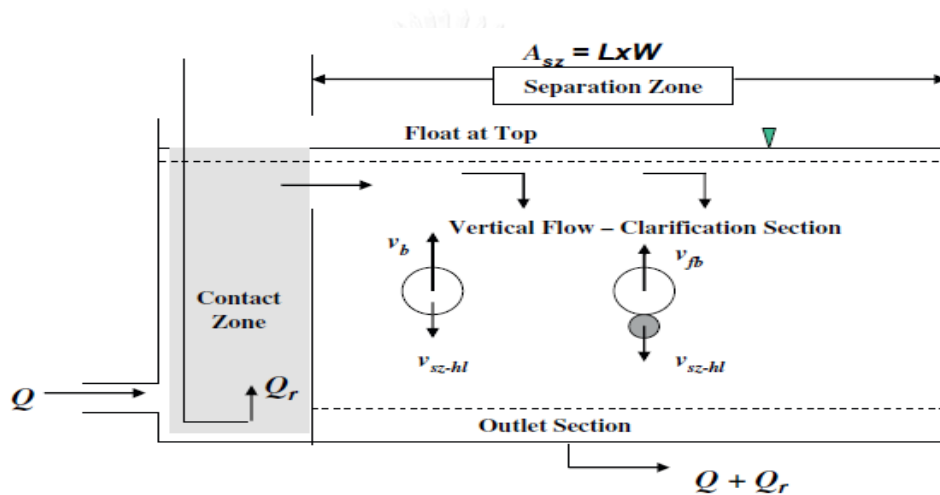 A_sz = LxW
Separation Zone
Float at Top
Vertical Flow – Clarification Section
v_b
v_fb
Contact
Zone
v_sz-hl
v_sz-hl
Q
Q_r
Outlet Section
Q + Q_r